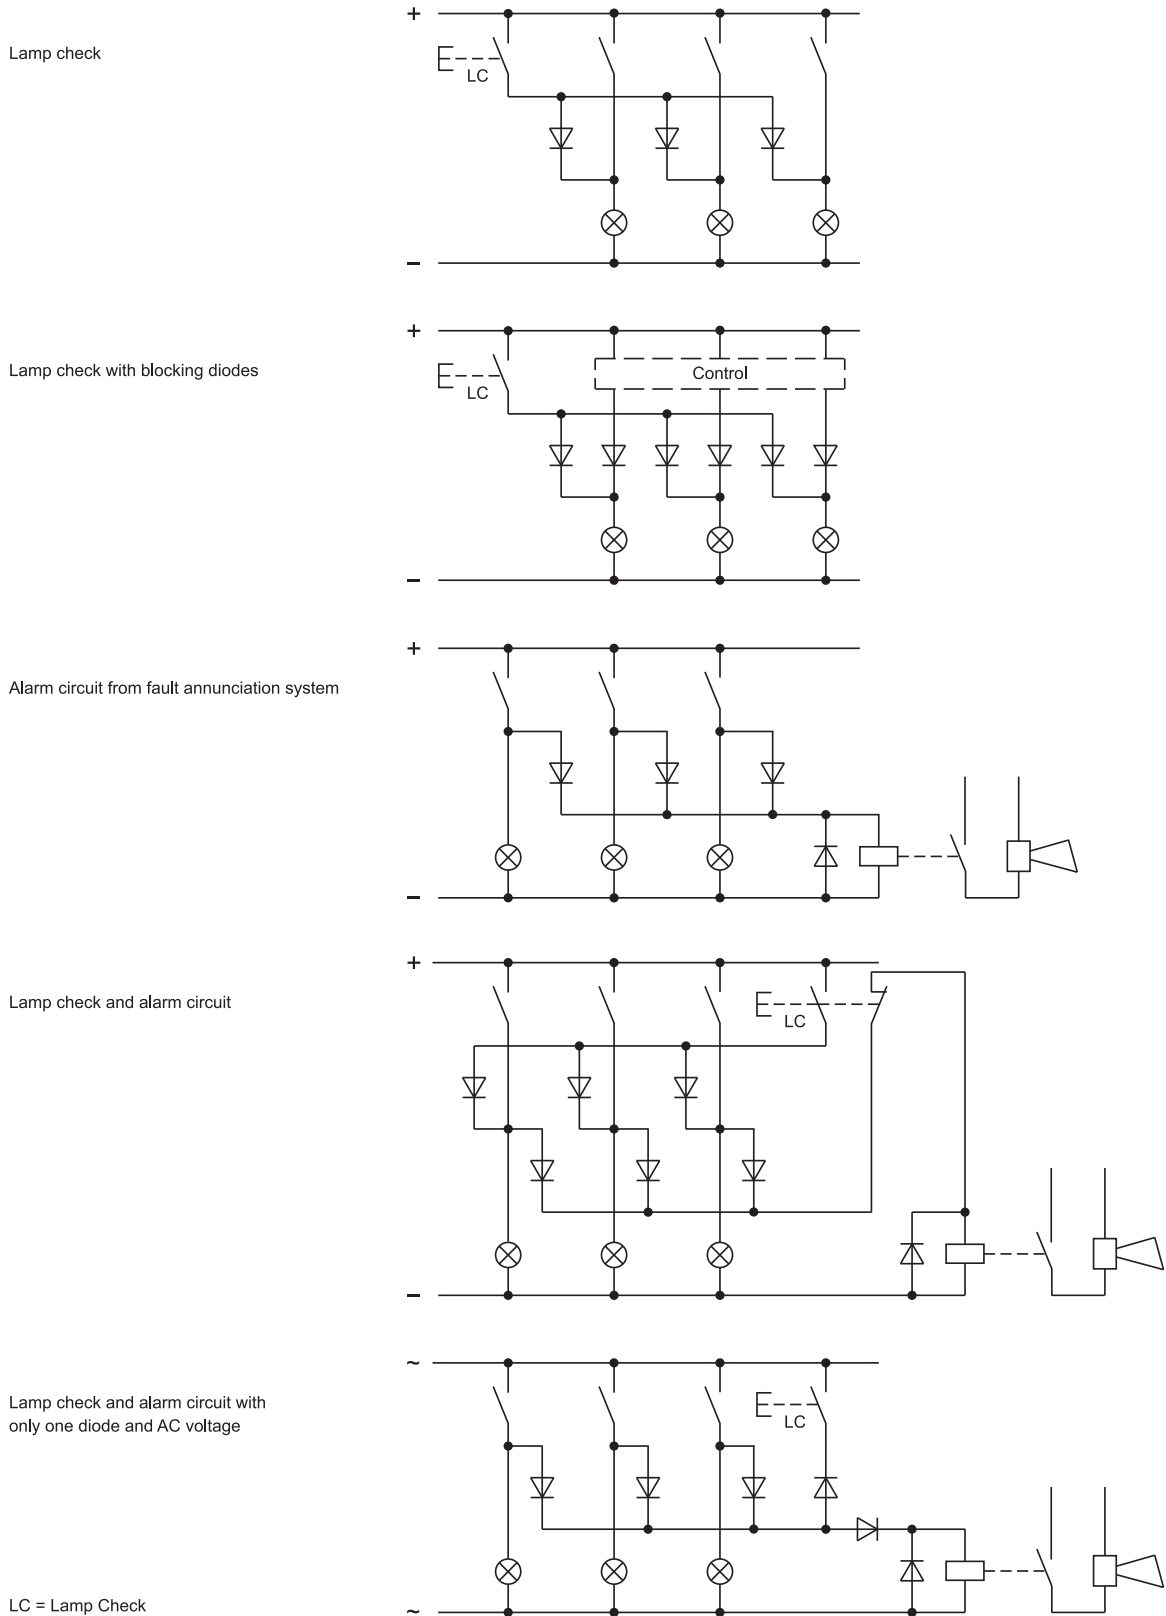 +
Lamp check
LC
−
+
Lamp check with blocking diodes
Control
LC
−
+
Alarm circuit from fault annunciation system
−
+
Lamp check and alarm circuit
LC
−
~
Lamp check and alarm circuit with
only one diode and AC voltage
LC
LC = Lamp Check
~